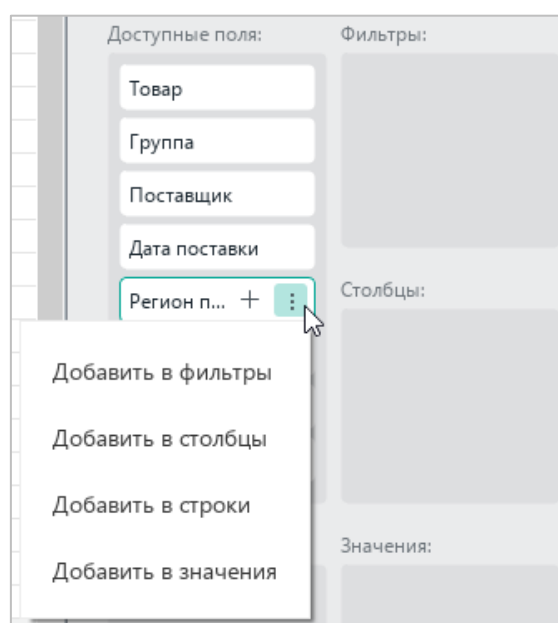 Доступные поля:
Фильтры:
Товар
Группа
Поставщик
Дата поставки
Регион п...
Столбцы:
Добавить в фильтры
Добавить в столбцы
Добавить в строки
Добавить в значения
Значения: